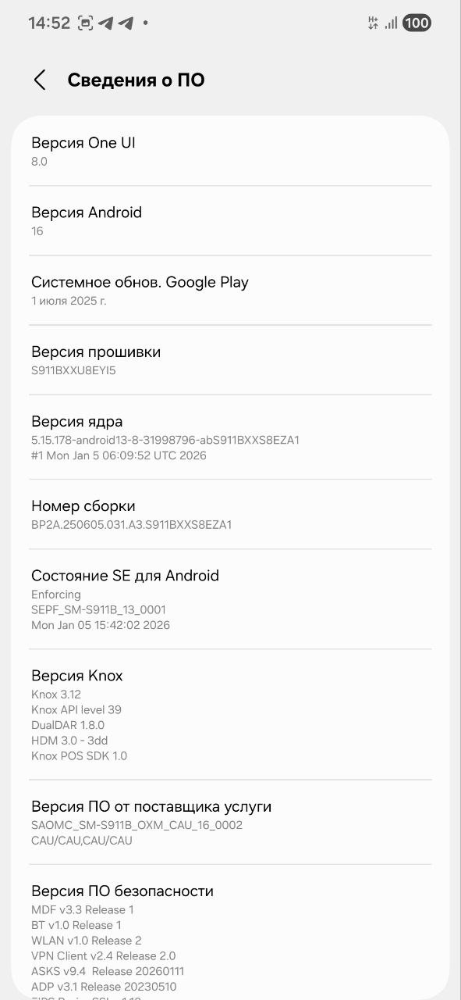 14:52
H+
100
Сведения о ПО
Версия One UI
8.0
Версия Android
16
Системное обнов. Google Play
1 июля 2025 г.
Версия прошивки
S911BXXU8EYI5
Версия ядра
5.15.178-android13-8-31998796-abS911BXXS8EZA1
#1 Mon Jan 5 06:09:52 UTC 2026
Номер сборки
BP2A.250605.031.A3.S911BXXS8EZA1
Состояние SE для Android
Enforcing
SEPF_SM-S911B_13_0001
Mon Jan 05 15:42:02 2026
Версия Knox
Knox 3.12
Knox API level 39
DualDAR 1.8.0
HDM 3.0 - 3dd
Knox POS SDK 1.0
Версия ПО от поставщика услуги
SAOMC_SM-S911B_OXM_CAU_16_0002
CAU/CAU,CAU/CAU
Версия ПО безопасности
MDF v3.3 Release 1
BT v1.0 Release 1
WLAN v1.0 Release 2
VPN Client v2.4 Release 2.0
ASKS v9.4  Release 20260111
ADP v3.1 Release 20230510